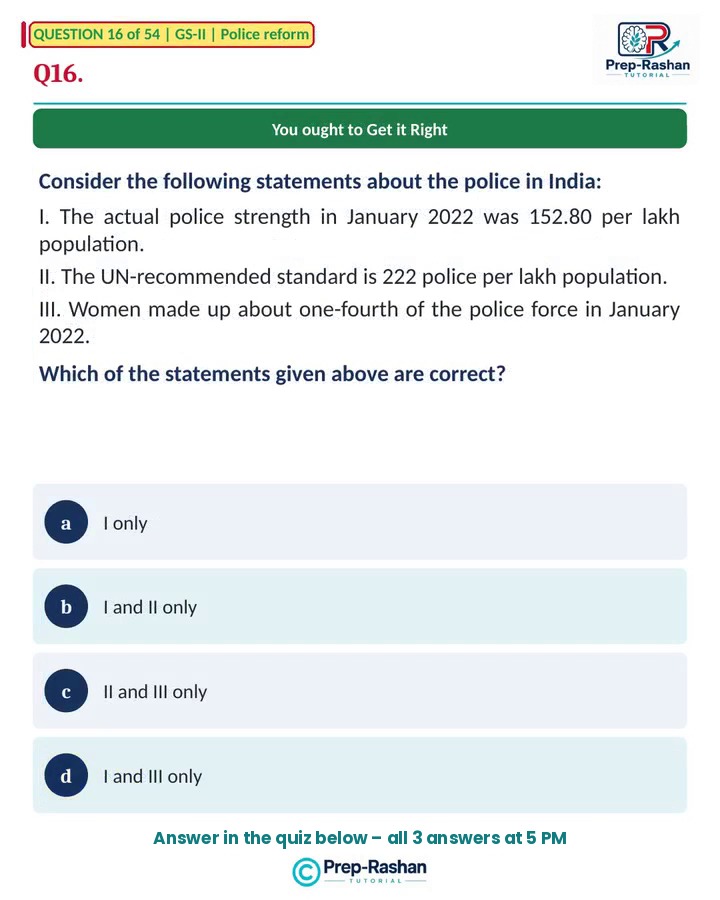 QUESTION 16 of 54 | GS-II | Police reform
Prep-Rashan
TUTORIAL
Q16.
You ought to Get it Right
Consider the following statements about the police in India:
I. The actual police strength in January 2022 was 152.80 per lakh
population.
II. The UN-recommended standard is 222 police per lakh population.
III. Women made up about one-fourth of the police force in January
2022.
Which of the statements given above are correct?
a I only
b I and II only
c II and III only
d I and III only
Answer in the quiz below – all 3 answers at 5 PM
© Prep-Rashan
TUTORIAL